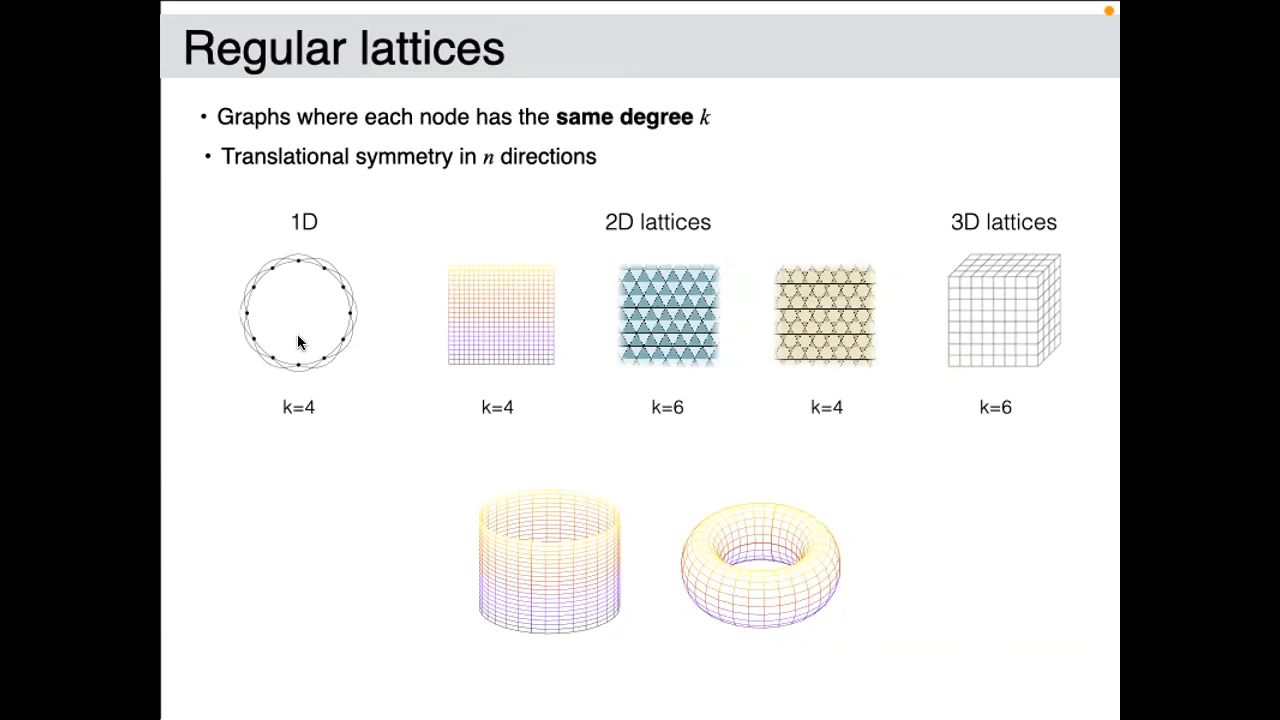 Regular lattices
• Graphs where each node has the same degree k
• Translational symmetry in n directions
1D 2D lattices 3D lattices
k=4 k=4 k=6 k=4 k=6